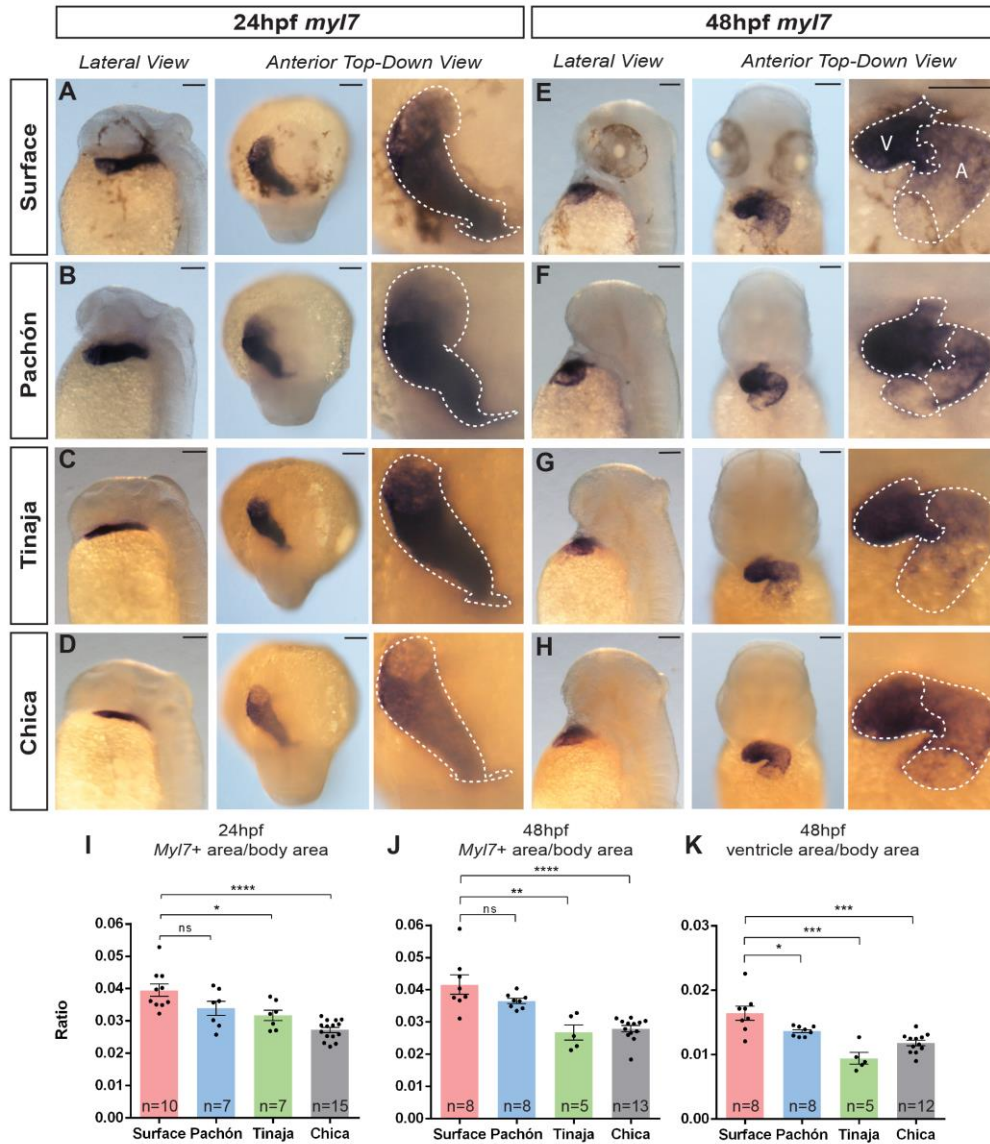 24hpf myl7
48hpf myl7
Lateral View
Anterior Top-Down View
Lateral View
Anterior Top-Down View
Surface
A
E
V
A
Pachón
B
F
Tinaja
C
G
Chica
D
H
I
24hpf
Myl7+ area/body area
J
48hpf
Myl7+ area/body area
K
48hpf
ventricle area/body area
****
*
ns
Ratio
0.06
0.05
0.04
0.03
0.02
0.01
0.00
n=10
n=7
n=7
n=15
Surface
Pachón
Tinaja
Chica
****
**
ns
0.06
0.05
0.04
0.03
0.02
0.01
0.00
n=8
n=8
n=5
n=13
Surface
Pachón
Tinaja
Chica
***
***
*
0.03
0.02
0.01
0.00
n=8
n=8
n=5
n=12
Surface
Pachón
Tinaja
Chica